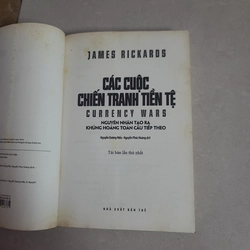 JAMES RICKARDS
CÁC CUỘC
CHIẾN TRANH TIỀN TỆ
CURRENCY WARS
NGUYÊN NHÂN TẠO RA
KHỦNG HOẢNG TOÀN CẦU TIẾP THEO
Tái bản lần thứ nhất
NHÀ XUẤT BẢN TRẺ